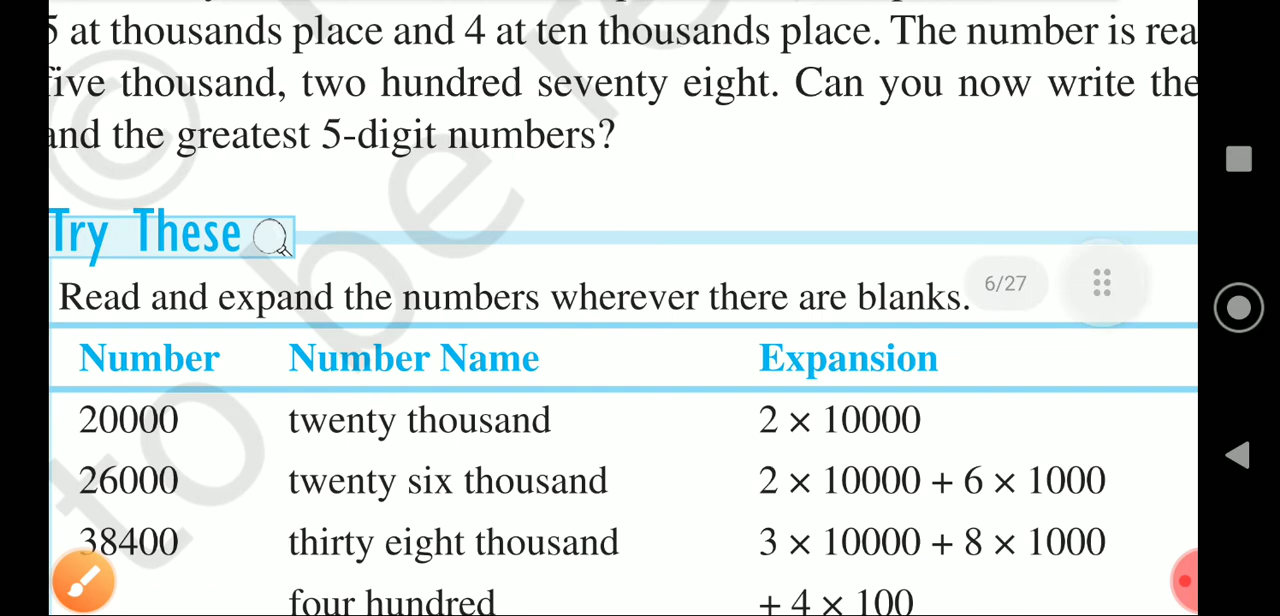 5 at thousands place and 4 at ten thousands place. The number is rea
five thousand, two hundred seventy eight. Can you now write the
and the greatest 5-digit numbers?
Try These
Read and expand the numbers wherever there are blanks.
6/27
Number Number Name Expansion
20000 twenty thousand 2 × 10000
26000 twenty six thousand 2 × 10000 + 6 × 1000
38400 thirty eight thousand 3 × 10000 + 8 × 1000
four hundred + 4 × 100
© to be re